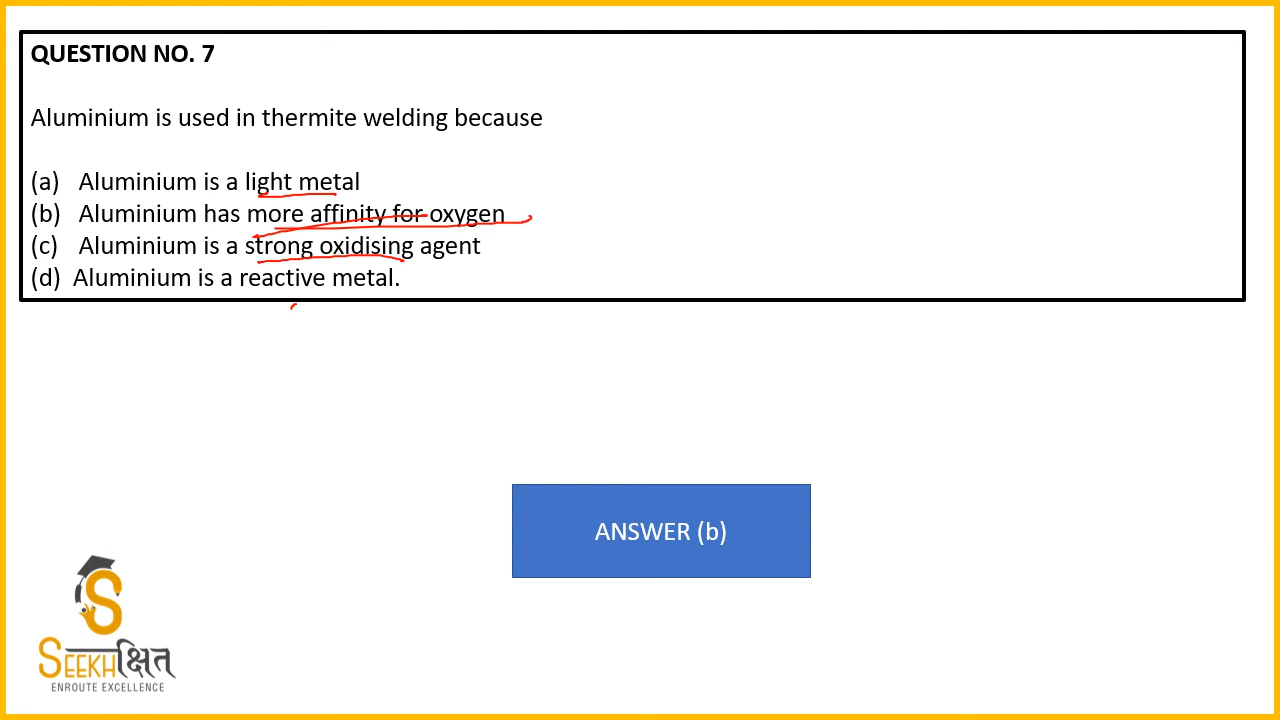 QUESTION NO. 7
Aluminium is used in thermite welding because
(a) Aluminium is a light metal
(b) Aluminium has more affinity for oxygen
(c) Aluminium is a strong oxidising agent
(d) Aluminium is a reactive metal.
ANSWER (b)
S
SEEKHक्षित
ENROUTE EXCELLENCE